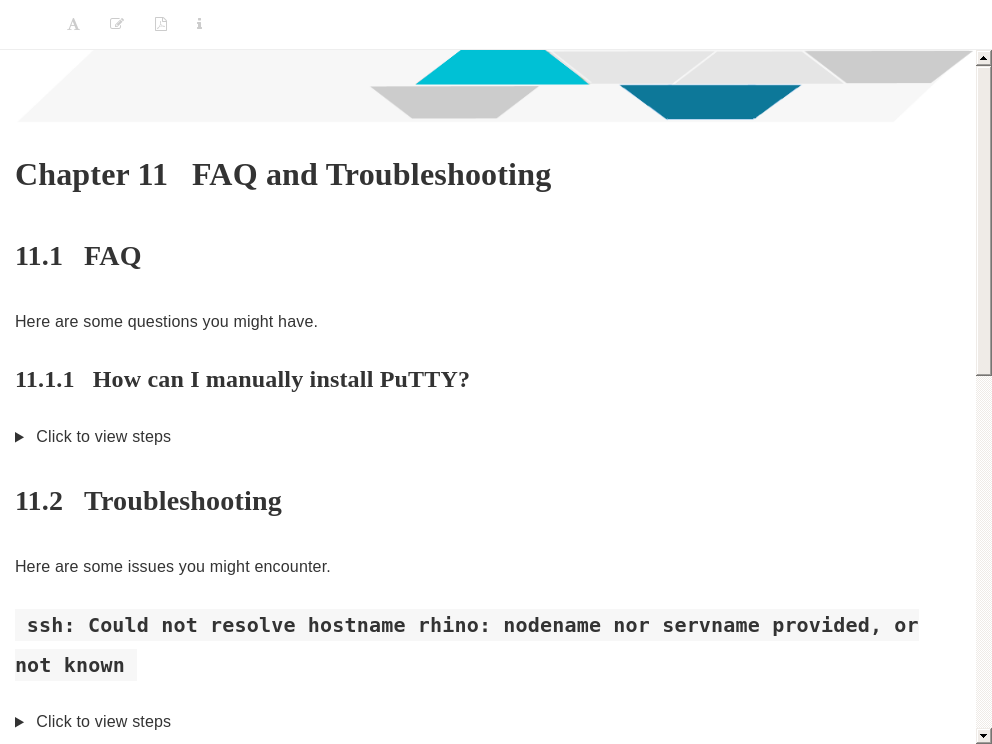 Chapter 11 FAQ and Troubleshooting
11.1 FAQ
Here are some questions you might have.
11.1.1 How can I manually install PuTTY?
Click to view steps
11.2 Troubleshooting
Here are some issues you might encounter.
ssh: Could not resolve hostname rhino: nodename nor servname provided, or
not known
Click to view steps